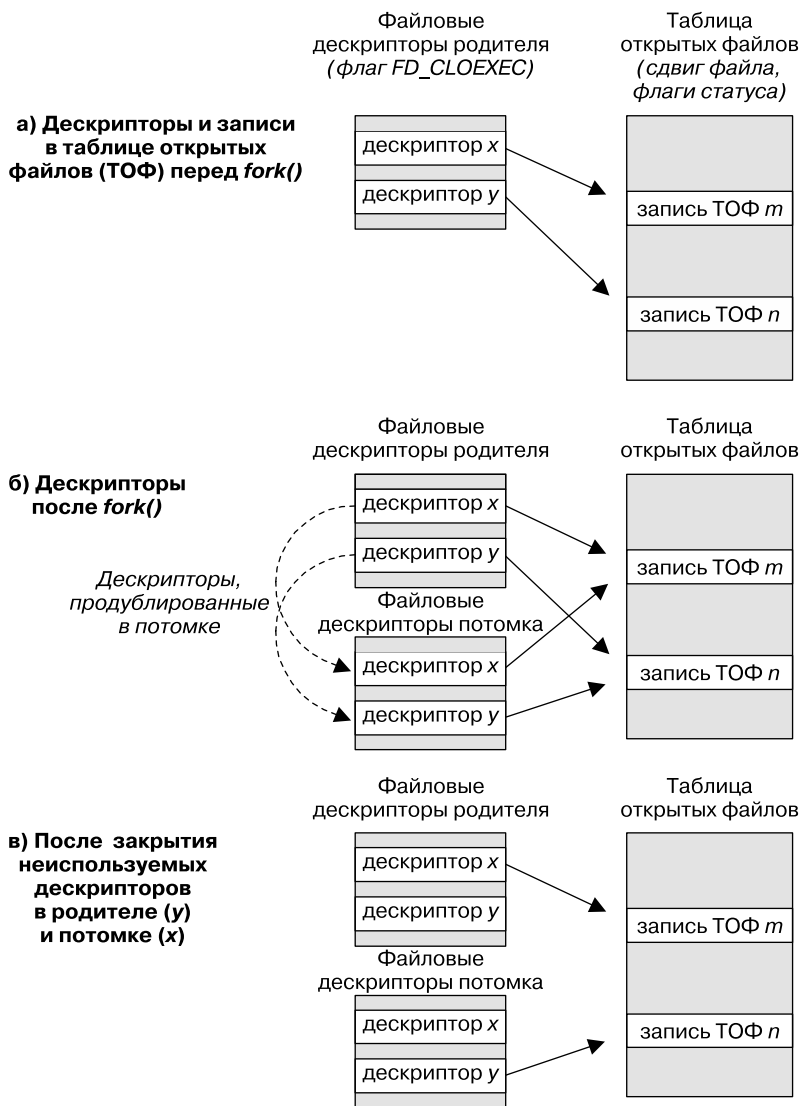 Файловые
дескрипторы родителя
(флаг FD_CLOEXEC)
Таблица
открытых файлов
(сдвиг файла,
флаги статуса)
а) Дескрипторы и записи
в таблице открытых
файлов (ТОФ) перед fork()
дескриптор x
дескриптор y
запись ТОФ m
запись ТОФ n
Файловые
дескрипторы родителя
Таблица
открытых файлов
б) Дескрипторы
после fork()
дескриптор x
дескриптор y
Дескрипторы,
продублированные
в потомке
Файловые
дескрипторы потомка
дескриптор x
дескриптор y
запись ТОФ m
запись ТОФ n
Файловые
дескрипторы родителя
Таблица
открытых файлов
в) После закрытия
неиспользуемых
дескрипторов
в родителе (y)
и потомке (x)
дескриптор x
дескриптор y
Файловые
дескрипторы потомка
дескриптор x
дескриптор y
запись ТОФ m
запись ТОФ n